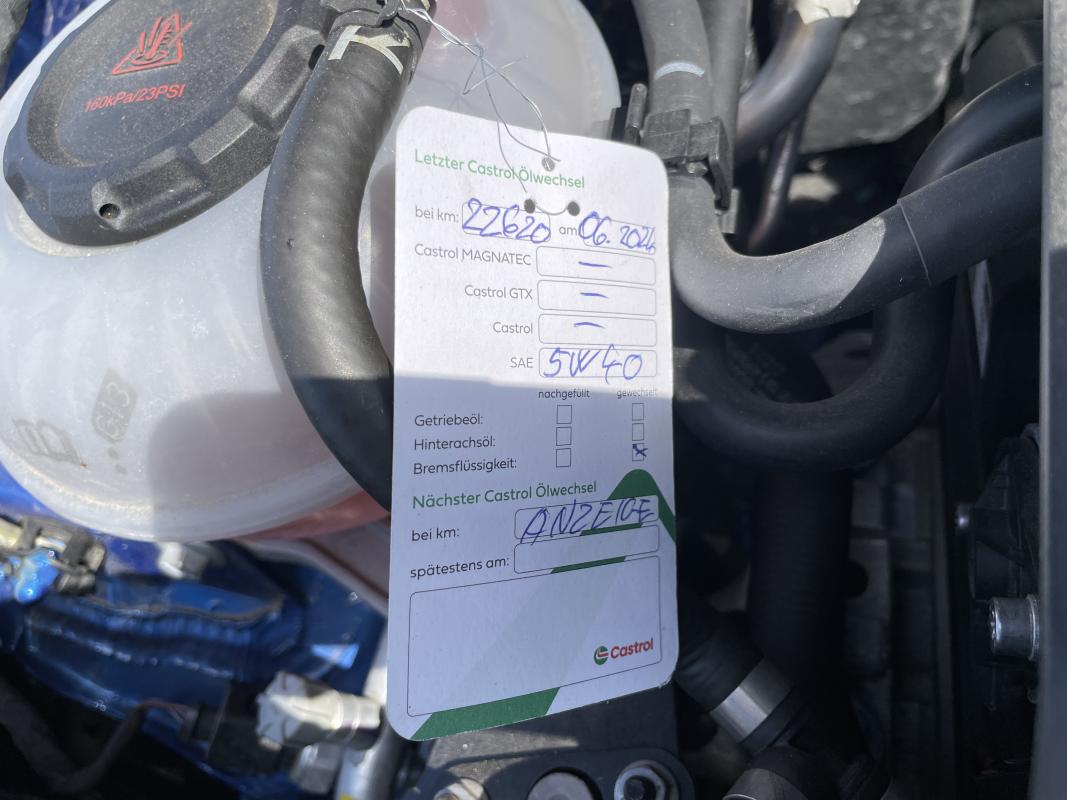 160kPa/23PSI
Letzter Castrol Ölwechsel
bei km: 22620 am 06.2024
Castrol MAGNATEC —
Castrol GTX —
Castrol —
SAE 5W40
nachgefüllt gewechselt
Getriebeöl:
Hinterachsöl:
Bremsflüssigkeit: x
Nächster Castrol Ölwechsel
bei km: ANZEIGE
spätestens am:
Castrol
G13